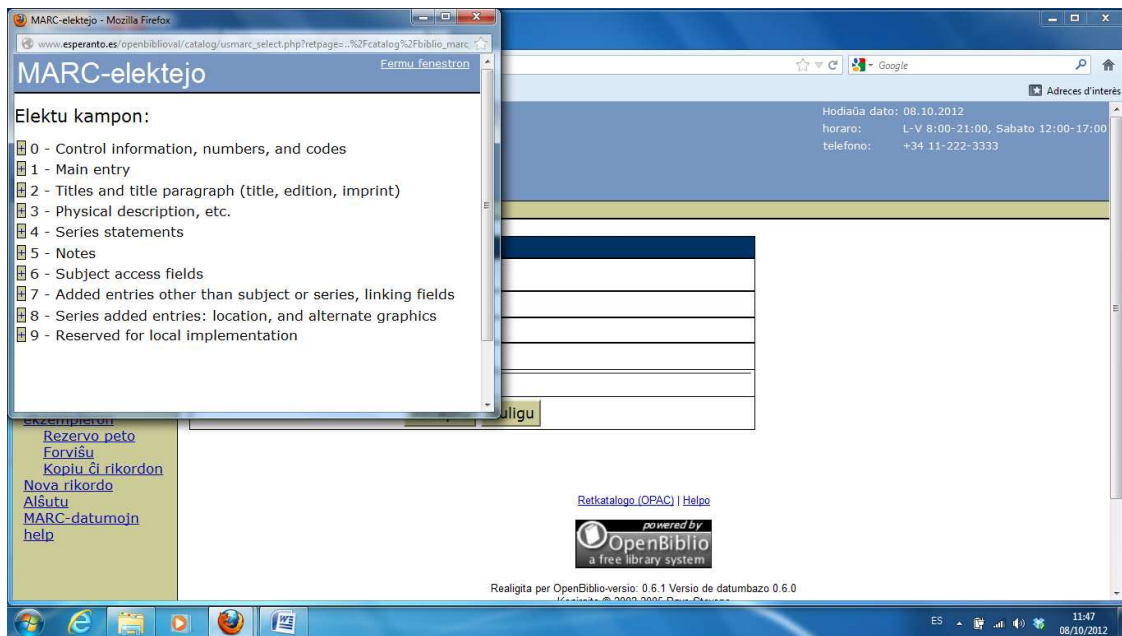 MARC-elektejo - Mozilla Firefox
www.esperanto.es/openbiblioval/catalog/usmarc_select.php?retpage=..%2Fcatalog%2Fbiblio_marc
MARC-elektejo
Fermu fenestron
Elektu kampon:
0 - Control information, numbers, and codes
1 - Main entry
2 - Titles and title paragraph (title, edition, imprint)
3 - Physical description, etc.
4 - Series statements
5 - Notes
6 - Subject access fields
7 - Added entries other than subject or series, linking fields
8 - Series added entries: location, and alternate graphics
9 - Reserved for local implementation
Google
Adreces d'interès
Hodiaŭa dato: 08.10.2012
horaro: L-V 8:00-21:00, Sabato 12:00-17:00
telefono: +34 11-222-3333
uligu
ekzempleron
Rezervo peto
Forviŝu
Kopiu ĉi rikordon
Nova rikordo
Alŝutu
MARC-datumojn
help
Retkatalogo (OPAC) | Helpo
powered by
OpenBiblio
a free library system
Realigita per OpenBiblio-versio: 0.6.1 Versio de datumbazo 0.6.0
ES
11:47
08/10/2012